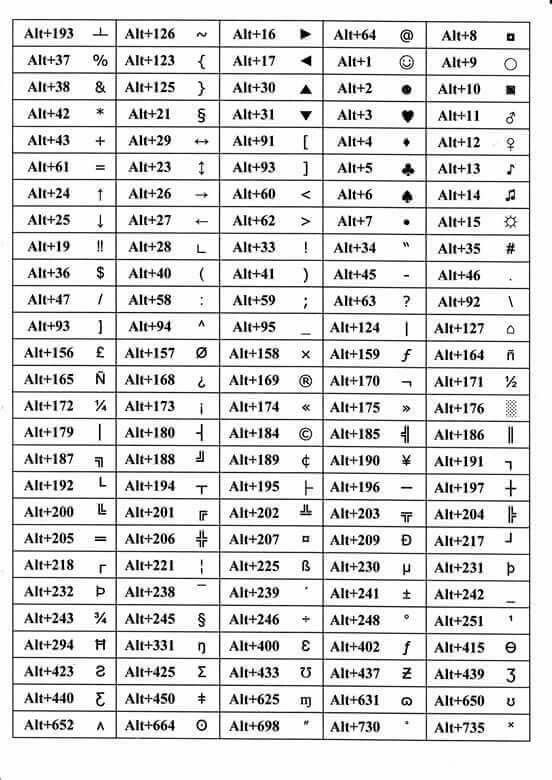 Alt+193 ┴ Alt+126 ~ Alt+16 ► Alt+64 @ Alt+8 ◘
Alt+37 % Alt+123 { Alt+17 ◄ Alt+1 ☺ Alt+9 ○
Alt+38 & Alt+125 } Alt+30 ▲ Alt+2 ☻ Alt+10 ◙
Alt+42 * Alt+21 § Alt+31 ▼ Alt+3 ♥ Alt+11 ♂
Alt+43 + Alt+29 ↔ Alt+91 [ Alt+4 ♦ Alt+12 ♀
Alt+61 = Alt+23 ↕ Alt+93 ] Alt+5 ♣ Alt+13 ♪
Alt+24 ↑ Alt+26 → Alt+60 < Alt+6 ♠ Alt+14 ♫
Alt+25 ↓ Alt+27 ← Alt+62 > Alt+7 • Alt+15 ☼
Alt+19 ‼ Alt+28 ∟ Alt+33 ! Alt+34 " Alt+35 #
Alt+36 $ Alt+40 ( Alt+41 ) Alt+45 - Alt+46 .
Alt+47 / Alt+58 : Alt+59 ; Alt+63 ? Alt+92 \
Alt+93 ] Alt+94 ^ Alt+95 _ Alt+124 | Alt+127 ⌂
Alt+156 £ Alt+157 Ø Alt+158 × Alt+159 ƒ Alt+164 ñ
Alt+165 Ñ Alt+168 ¿ Alt+169 ® Alt+170 ¬ Alt+171 ½
Alt+172 ¼ Alt+173 ¡ Alt+174 « Alt+175 » Alt+176 ░
Alt+179 │ Alt+180 ┤ Alt+184 © Alt+185 ╣ Alt+186 ║
Alt+187 ╗ Alt+188 ╝ Alt+189 ¢ Alt+190 ¥ Alt+191 ┐
Alt+192 └ Alt+194 ┬ Alt+195 ├ Alt+196 ─ Alt+197 ┼
Alt+200 ╚ Alt+201 ╔ Alt+202 ╩ Alt+203 ╦ Alt+204 ╠
Alt+205 ═ Alt+206 ╬ Alt+207 ¤ Alt+209 Ð Alt+217 ┘
Alt+218 ┌ Alt+221 ¦ Alt+225 ß Alt+230 µ Alt+231 þ
Alt+232 Þ Alt+238 ¯ Alt+239 ´ Alt+241 ± Alt+242 ‗
Alt+243 ¾ Alt+245 § Alt+246 ÷ Alt+248 ° Alt+251 ¹
Alt+294 Ħ Alt+331 ŋ Alt+400 Ɛ Alt+402 ƒ Alt+415 Ɵ
Alt+423 Ƨ Alt+425 Σ Alt+433 Ʊ Alt+437 Ƶ Alt+439 Ʒ
Alt+440 Ƹ Alt+450 ǂ Alt+625 ɱ Alt+631 ɷ Alt+650 ʊ
Alt+652 ʌ Alt+664 ʘ Alt+698 ʺ Alt+730 ˚ Alt+735 ˟